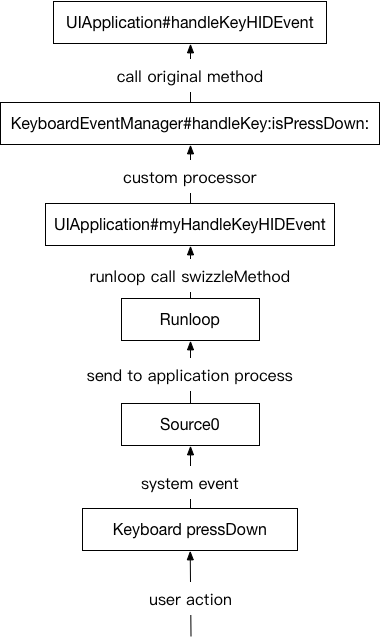 UIApplication#handleKeyHIDEvent
call original method
KeyboardEventManager#handleKey:isPressDown:
custom processor
UIApplication#myHandleKeyHIDEvent
runloop call swizzleMethod
Runloop
send to application process
Source0
system event
Keyboard pressDown
user action